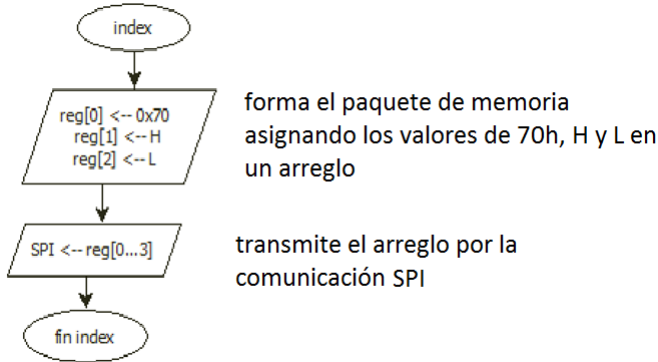 index
reg[0] <-- 0x70
reg[1] <-- H
reg[2] <-- L
forma el paquete de memoria
asignando los valores de 70h, H y L en
un arreglo
SPI <-- reg[0...3]
transmite el arreglo por la
comunicación SPI
fin index